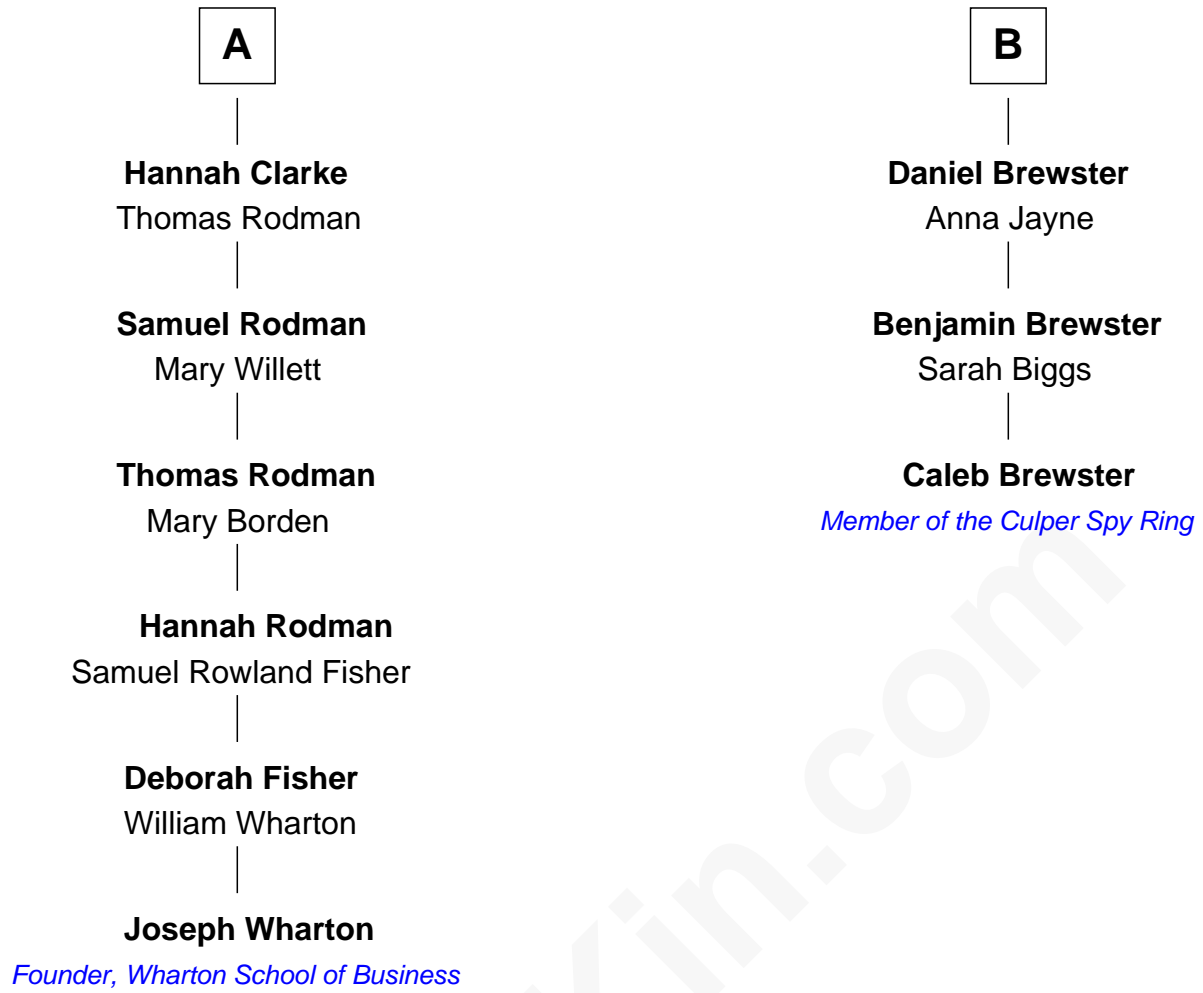 A
Hannah Clarke
Thomas Rodman
Samuel Rodman
Mary Willett
Thomas Rodman
Mary Borden
Hannah Rodman
Samuel Rowland Fisher
Deborah Fisher
William Wharton
Joseph Wharton
Founder, Wharton School of Business
B
Daniel Brewster
Anna Jayne
Benjamin Brewster
Sarah Biggs
Caleb Brewster
Member of the Culper Spy Ring